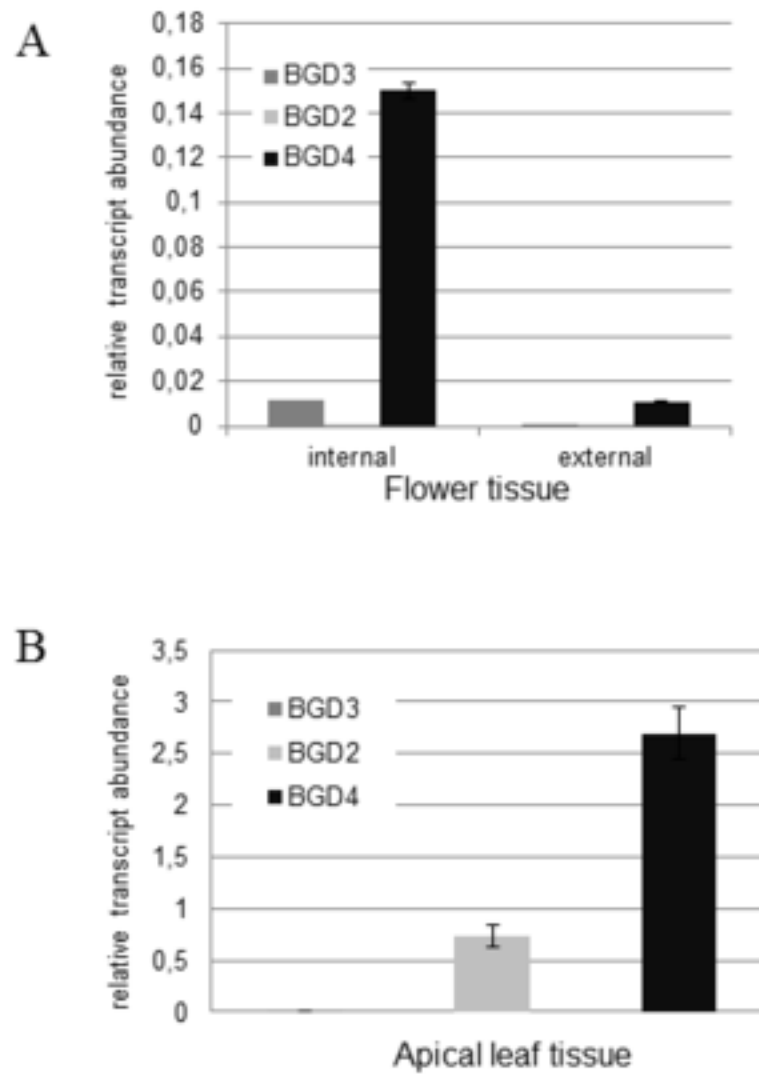 A
relative transcript abundance
0,18
0,16
0,14
0,12
0,1
0,08
0,06
0,04
0,02
0
BGD3
BGD2
BGD4
internal
external
Flower tissue
B
relative transcript abundance
3,5
3
2,5
2
1,5
1
0,5
0
BGD3
BGD2
BGD4
Apical leaf tissue